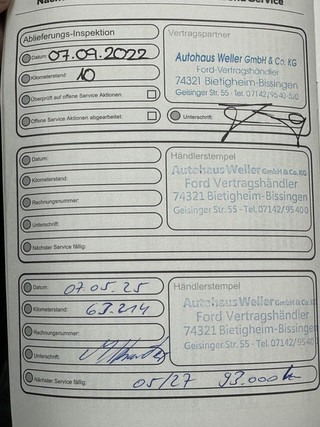 Ablieferungs-Inspektion
Datum: 07.09.2022
Kilometerstand: 10
Überprüft auf offene Service Aktionen:
Offene Service Aktionen abgearbeitet:
Vertragspartner
Autohaus Weller GmbH & Co. KG
Ford-Vertragshändler
74321 Bietigheim-Bissingen
Geisinger Str. 55 · Tel. 07142/95 40-
Unterschrift:
Datum:
Kilometerstand:
Rechnungsnummer:
Unterschrift:
Nächster Service fällig:
Händlerstempel
Autohaus Weller GmbH & Co. KG
Ford Vertragshändler
74321 Bietigheim-Bissingen
Geisinger Str. 55 - Tel. 07142/95 40 0
Datum: 07.05.25
Kilometerstand: 63.214
Rechnungsnummer:
Unterschrift:
Händlerstempel
Autohaus Weller GmbH & Co. KG
Ford Vertragshändler
74321 Bietigheim-Bissingen
Geisinger Str. 55 - Tel. 07142/95 40
Nächster Service fällig: 05/27 93.000 km